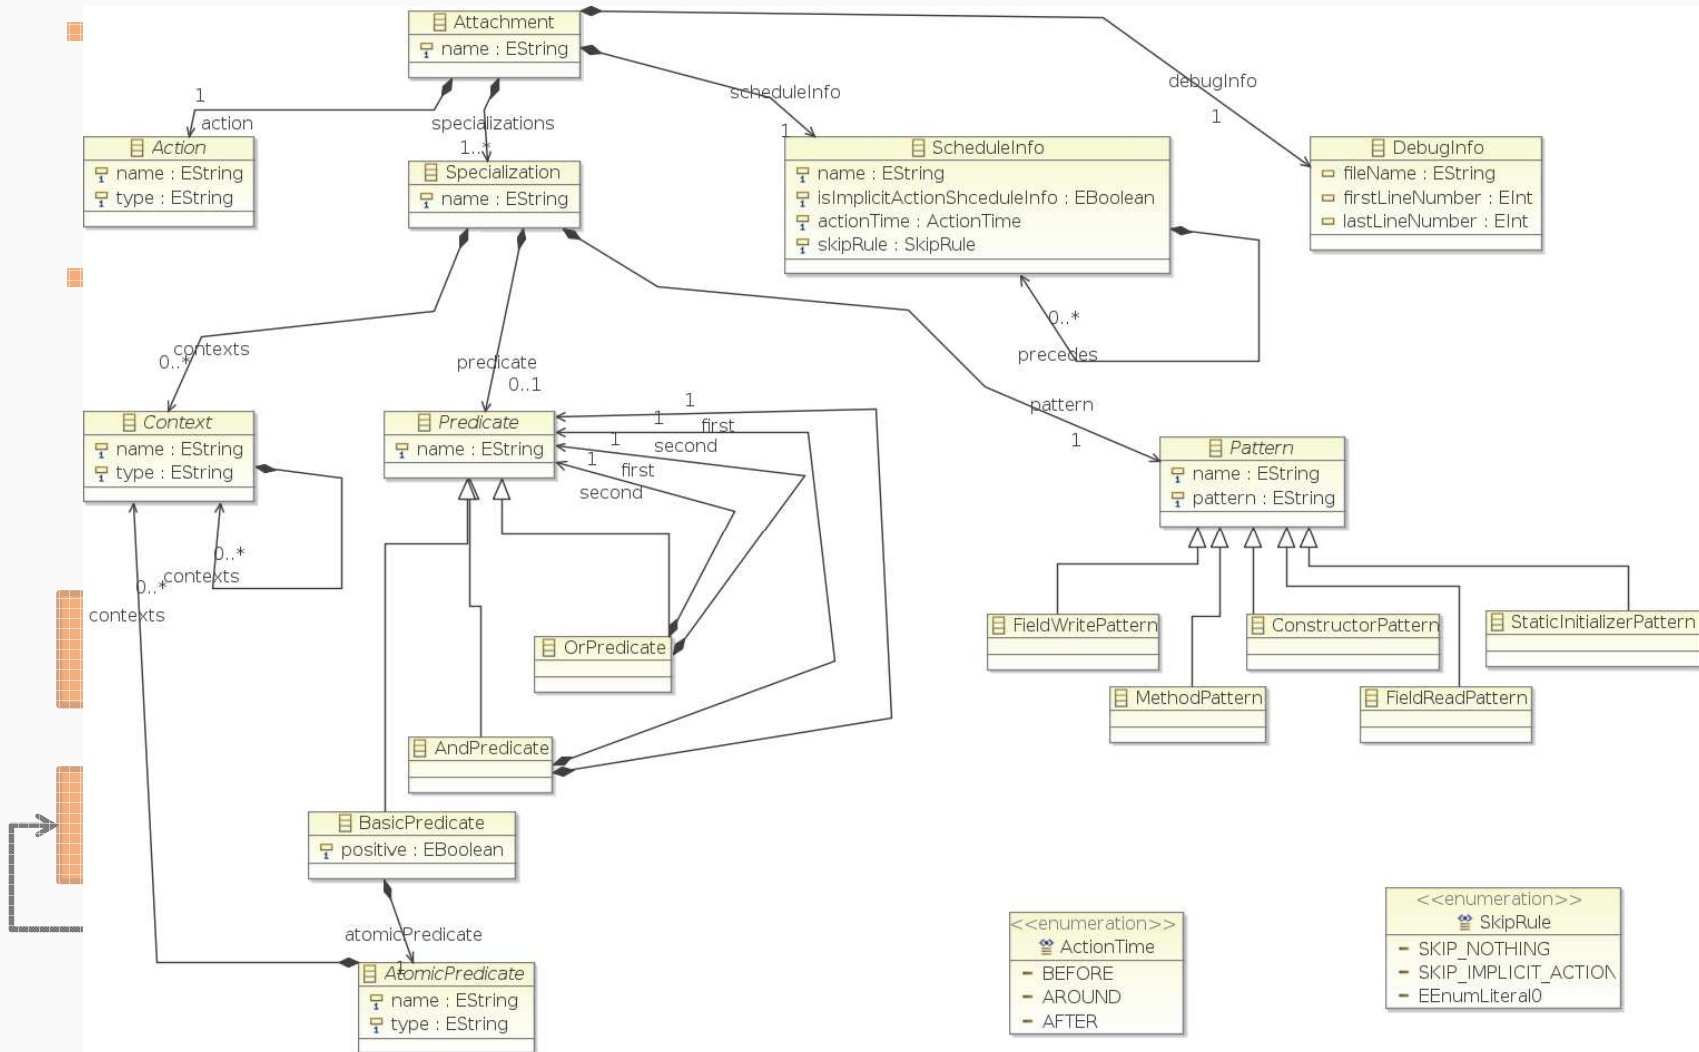 Attachment
name : EString
debugInfo
1
scheduleInfo
1
1
action
specializations
1..*
Action
name : EString
type : EString
Specialization
name : EString
ScheduleInfo
name : EString
isImplicitActionShceduleInfo : EBoolean
actionTime : ActionTime
skipRule : SkipRule
DebugInfo
fileName : EString
firstLineNumber : EInt
lastLineNumber : EInt
0..*
precedes
contexts
0..*
predicate
0..1
pattern
1
Context
name : EString
type : EString
Predicate
name : EString
1
first
1
second
1
first
1
second
Pattern
name : EString
pattern : EString
0..*
contexts
0..*
contexts
FieldWritePattern
ConstructorPattern
StaticInitializerPattern
MethodPattern
FieldReadPattern
OrPredicate
AndPredicate
BasicPredicate
positive : EBoolean
atomicPredicate
1
AtomicPredicate
name : EString
type : EString
<<enumeration>>
ActionTime
BEFORE
AROUND
AFTER
<<enumeration>>
SkipRule
SKIP_NOTHING
SKIP_IMPLICIT_ACTION
EEnumLiteral0